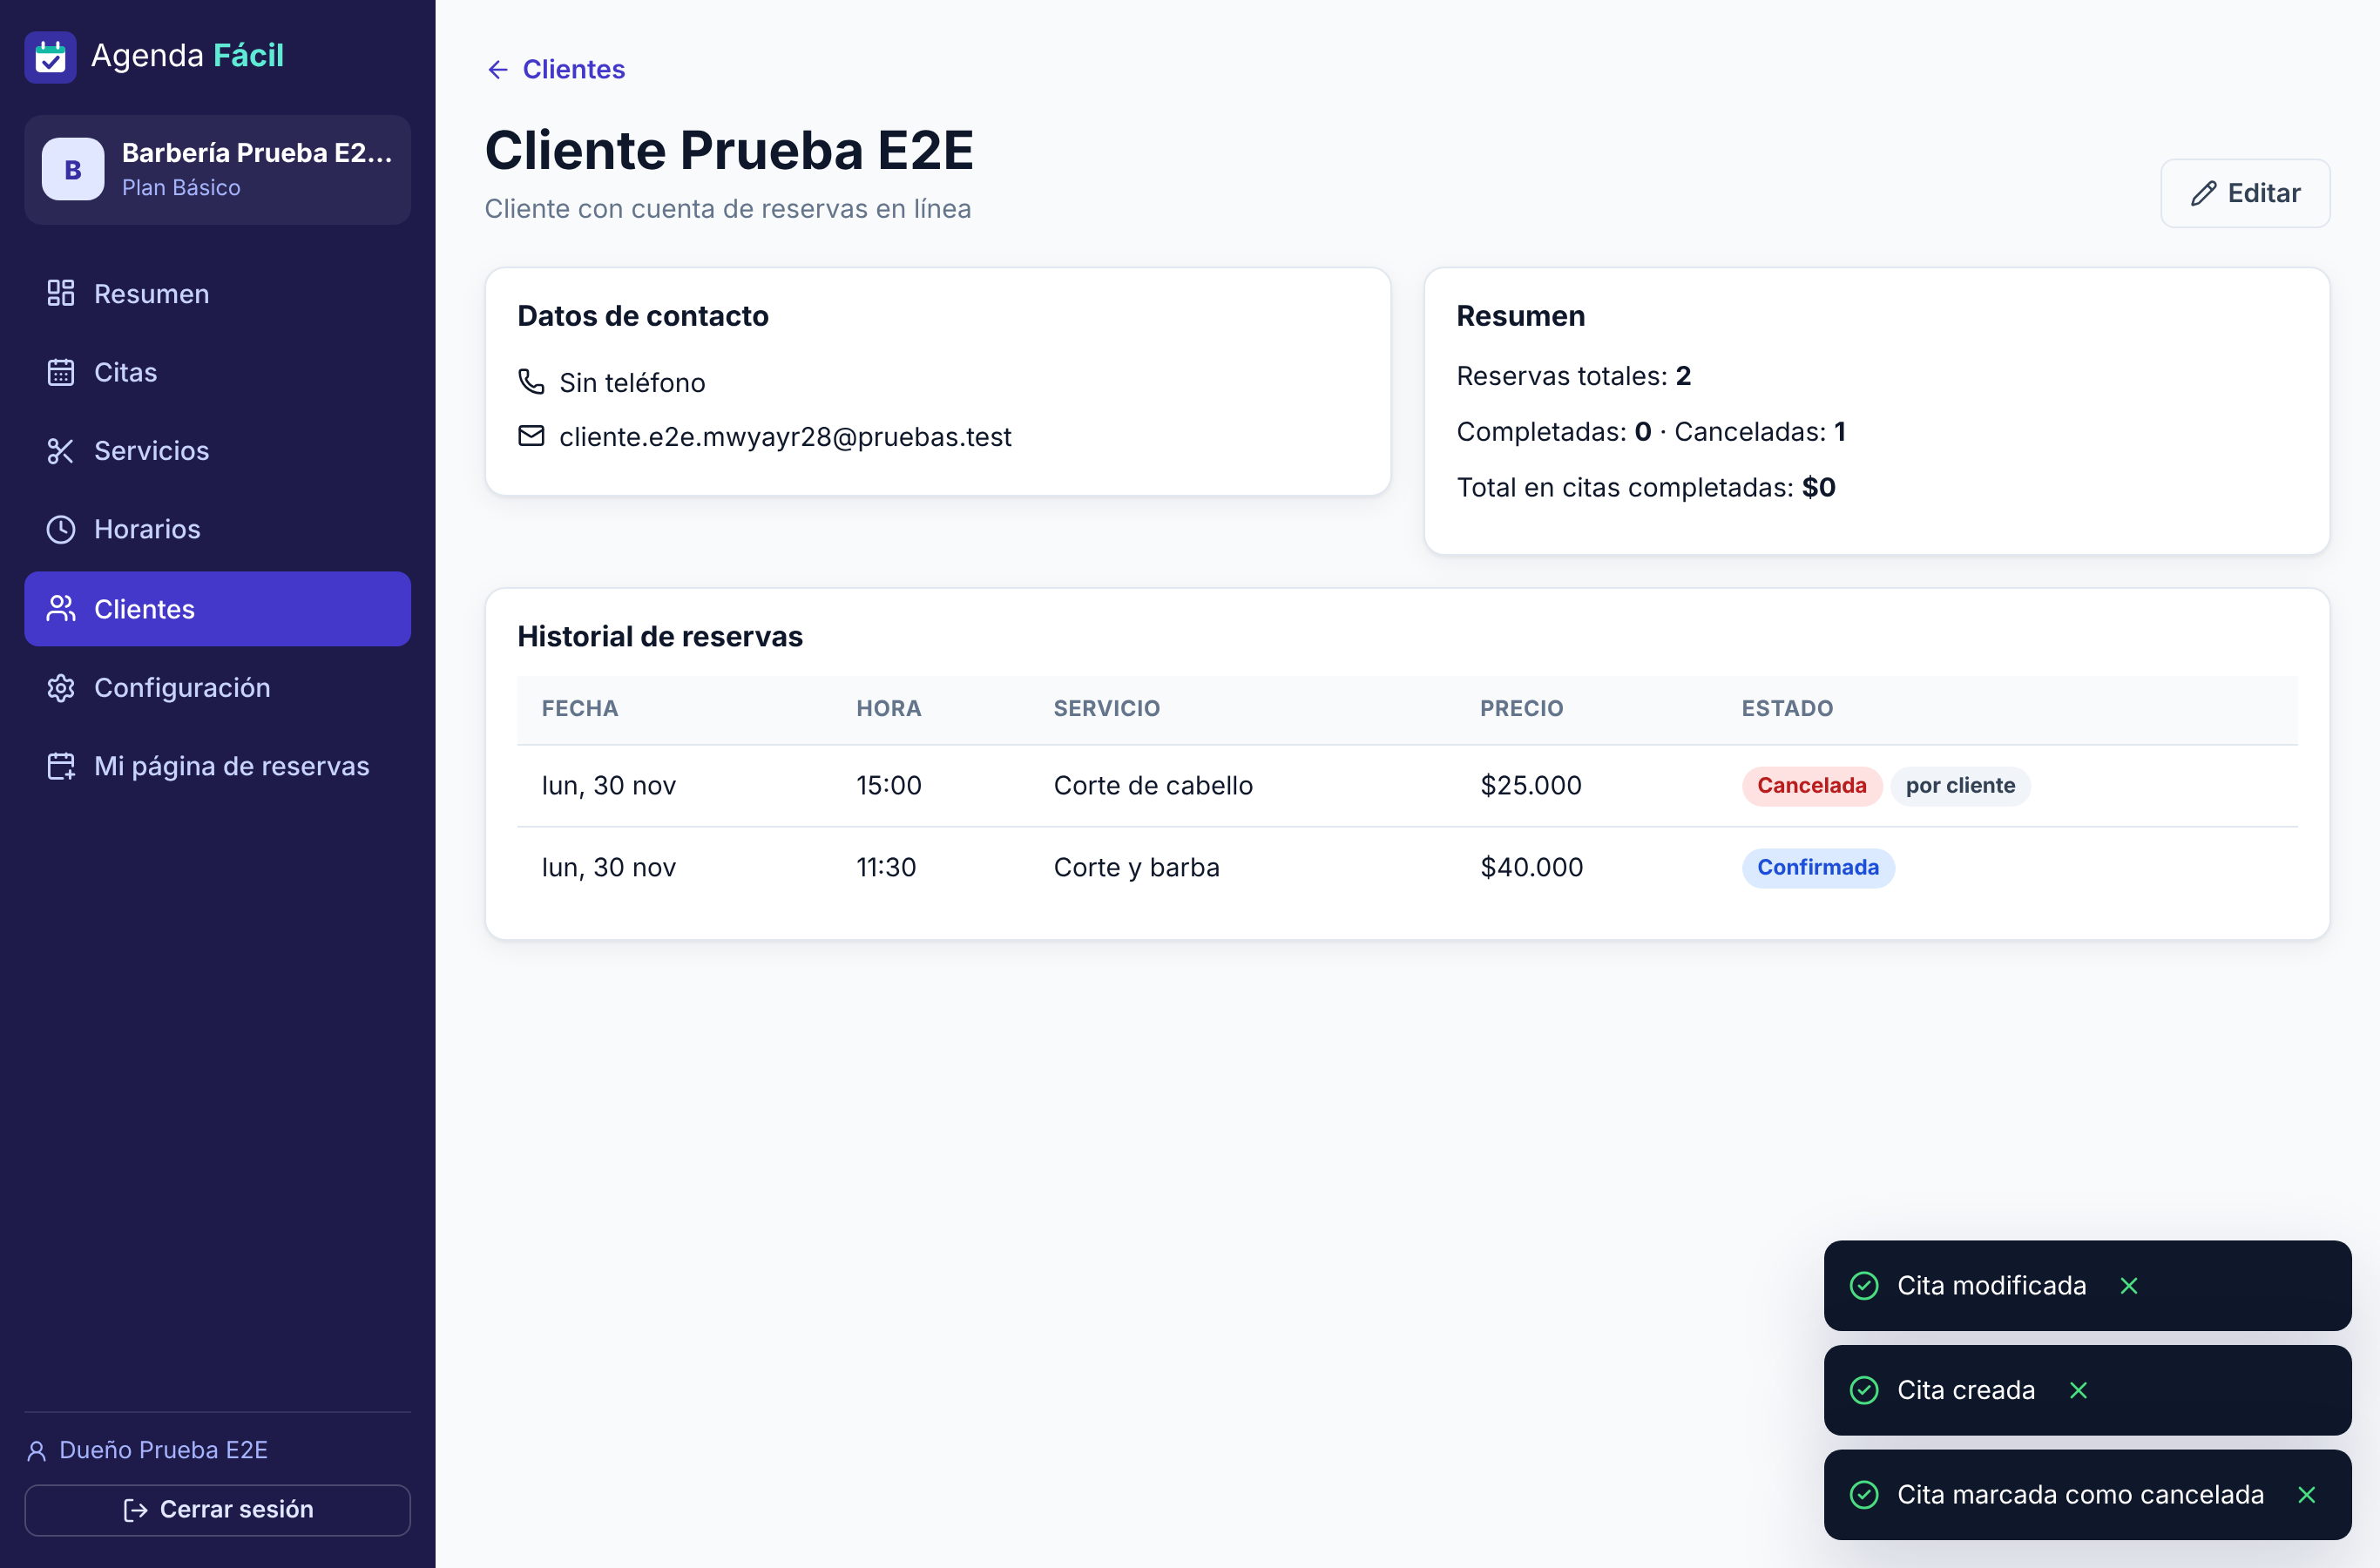 Agenda Fácil
B
Barbería Prueba E2...
Plan Básico
Resumen
Citas
Servicios
Horarios
Clientes
Configuración
Mi página de reservas
Dueño Prueba E2E
Cerrar sesión
Clientes
Cliente Prueba E2E
Cliente con cuenta de reservas en línea
Editar
Datos de contacto
Sin teléfono
cliente.e2e.mwyayr28@pruebas.test
Resumen
Reservas totales: 2
Completadas: 0 · Canceladas: 1
Total en citas completadas: $0
Historial de reservas
FECHA HORA SERVICIO PRECIO ESTADO
lun, 30 nov 15:00 Corte de cabello $25.000 Cancelada por cliente
lun, 30 nov 11:30 Corte y barba $40.000 Confirmada
Cita modificada
Cita creada
Cita marcada como cancelada